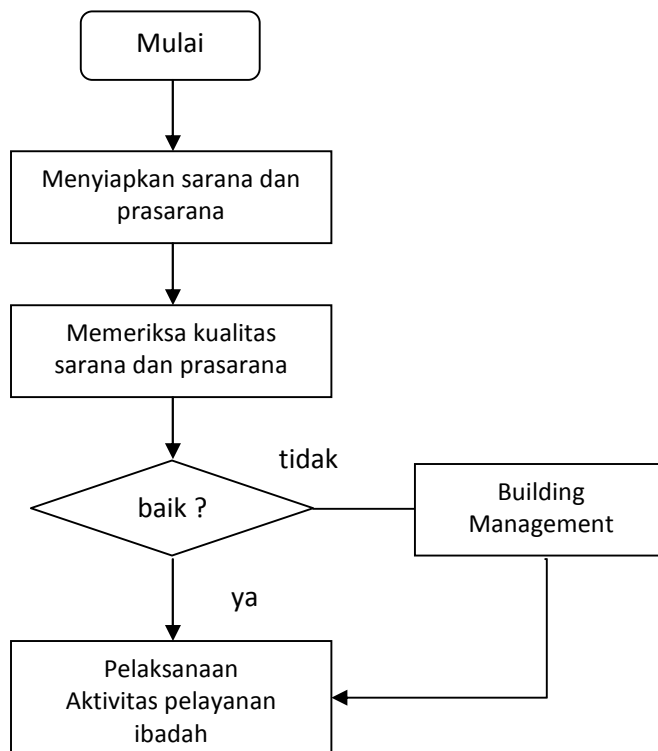 Mulai
Menyiapkan sarana dan
prasarana
Memeriksa kualitas
sarana dan prasarana
tidak
baik ?
Building
Management
ya
Pelaksanaan
Aktivitas pelayanan
ibadah